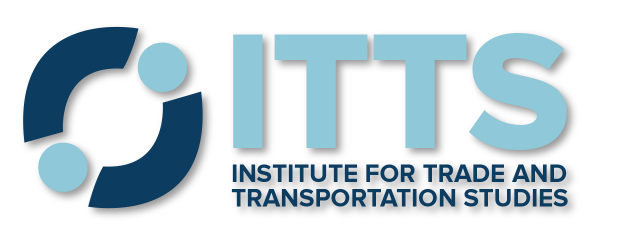 ITTS
INSTITUTE FOR TRADE AND
TRANSPORTATION STUDIES